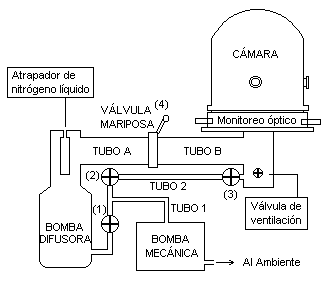 CÁMARA
Atrapador de
nitrógeno líquido
VÁLVULA (4)
MARIPOSA
Monitoreo óptico
TUBO A
TUBO B
(2)
TUBO 2
(3)
(1)
TUBO 1
Válvula de
ventilación
BOMBA
DIFUSORA
BOMBA
MECÁNICA
Al Ambiente